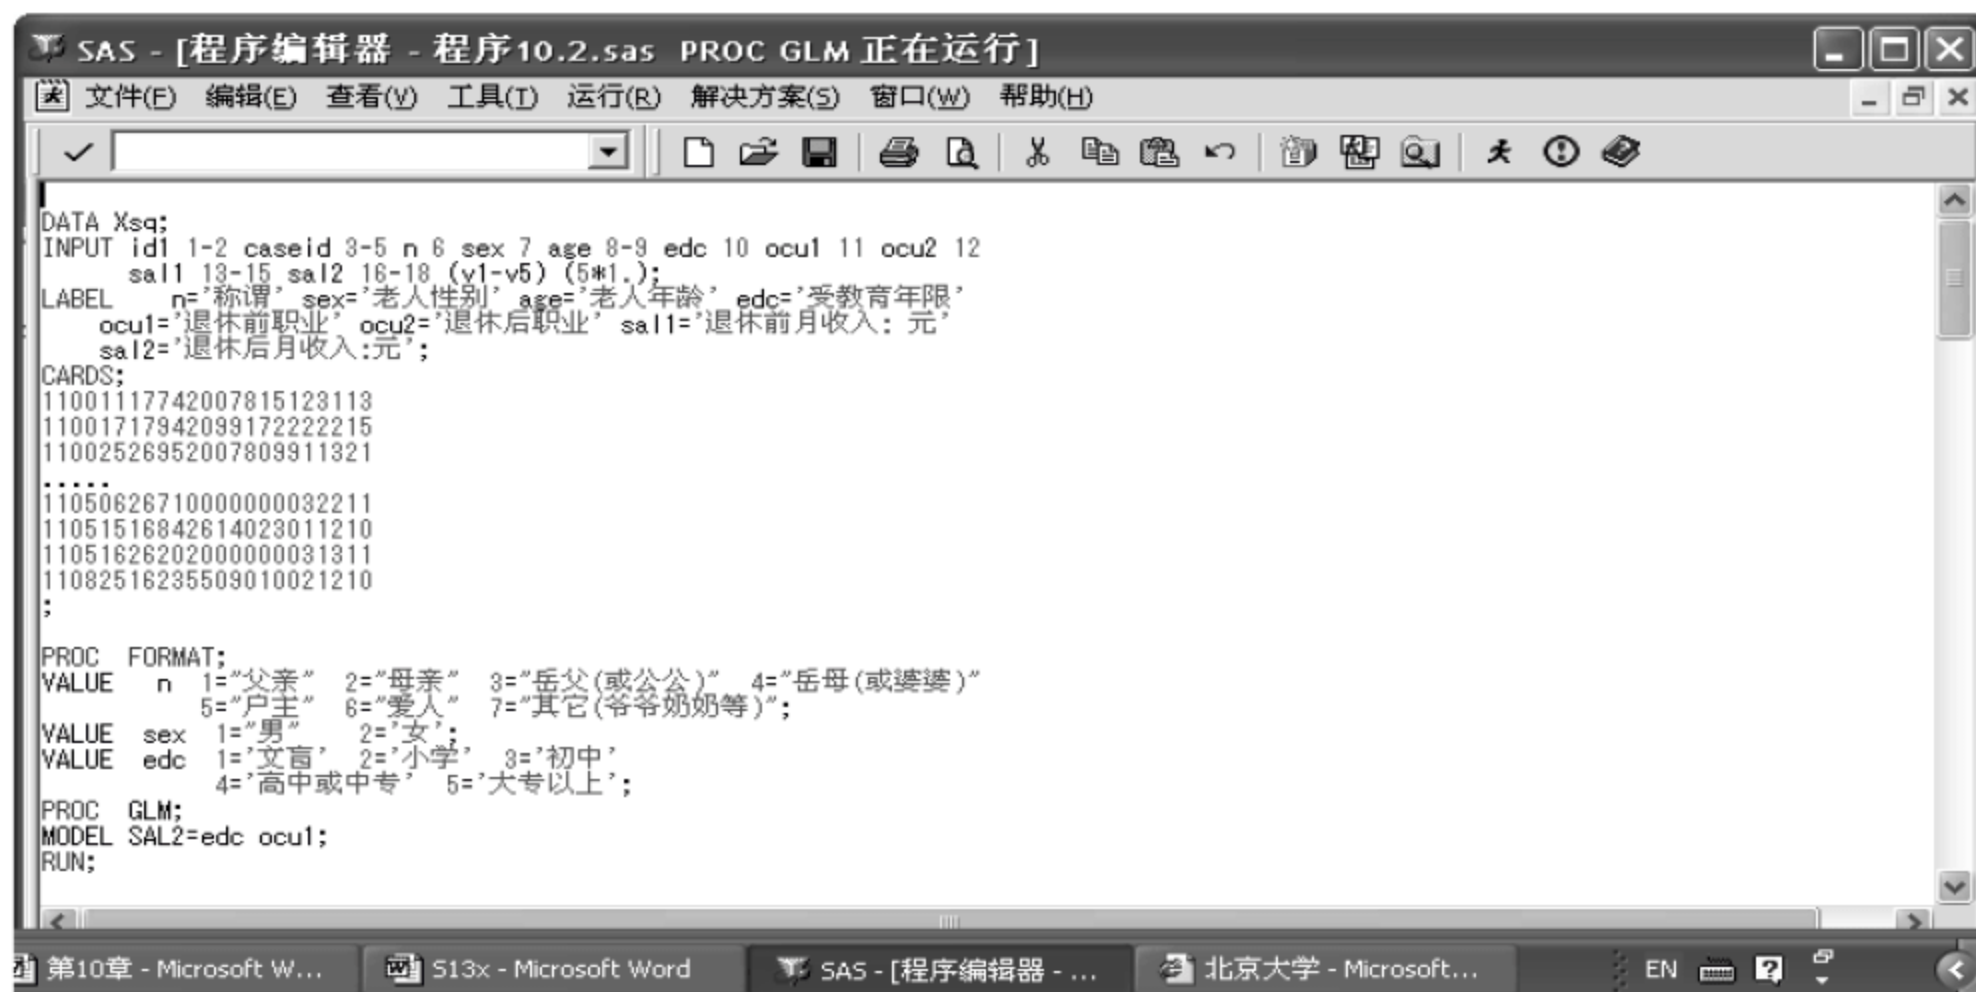 SAS - [程序编辑器 - 程序10.2.sas PROC GLM 正在运行]
文件(F) 编辑(E) 查看(V) 工具(T) 运行(R) 解决方案(S) 窗口(W) 帮助(H)
DATA Xsq;
INPUT id1 1-2 caseid 3-5 n 6 sex 7 age 8-9 edc 10 ocu1 11 ocu2 12
sal1 13-15 sal2 16-18 (v1-v5) (5*1.);
LABEL n='称谓' sex='老人性别' age='老人年龄' edc='受教育年限'
ocu1='退休前职业' ocu2='退休后职业' sal1='退休前月收入: 元'
sal2='退休后月收入:元';
CARDS;
11001117742007815123113
11001717942099172222215
11002526952007809911321
.....
11050626710000000032211
11051516842614023011210
11051626202000000031311
11082516235509010021210
;
PROC FORMAT;
VALUE n 1="父亲" 2="母亲" 3="岳父(或公公)" 4="岳母(或婆婆)"
5="户主" 6="爱人" 7="其它(爷爷奶奶等)";
VALUE sex 1="男" 2='女';
VALUE edc 1='文盲' 2='小学' 3='初中'
4='高中或中专' 5='大专以上';
PROC GLM;
MODEL SAL2=edc ocu1;
RUN;
第10章 - Microsoft W... S13x - Microsoft Word SAS - [程序编辑器 - ... 北京大学 - Microsoft... EN